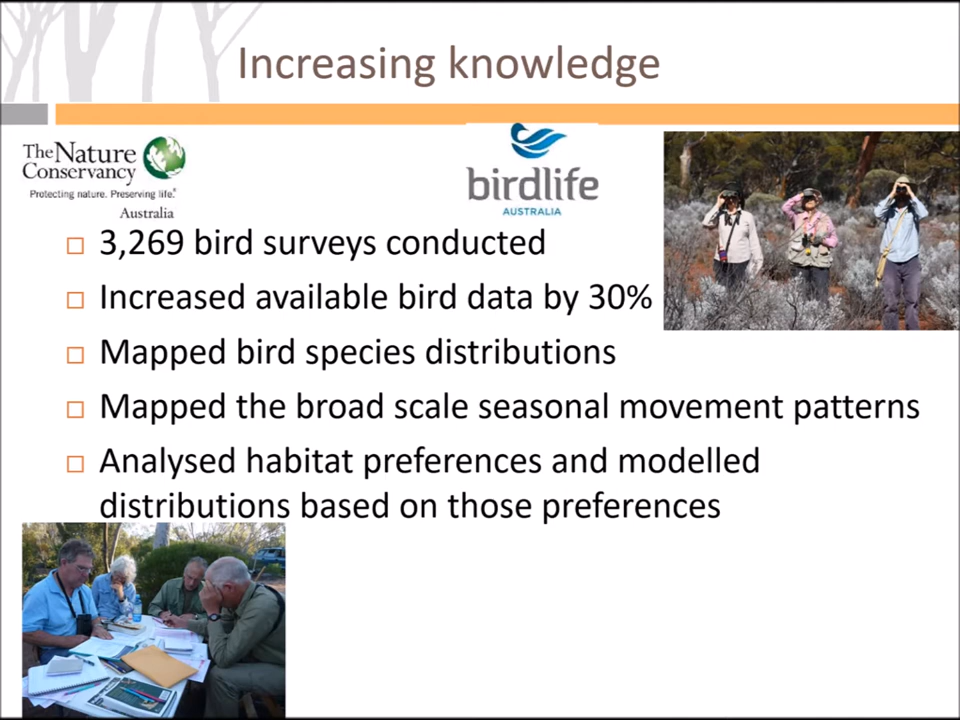 Increasing knowledge
The Nature
Conservancy
Protecting nature. Preserving life.®
Australia
birdlife
AUSTRALIA
3,269 bird surveys conducted
Increased available bird data by 30%
Mapped bird species distributions
Mapped the broad scale seasonal movement patterns
Analysed habitat preferences and modelled
distributions based on those preferences